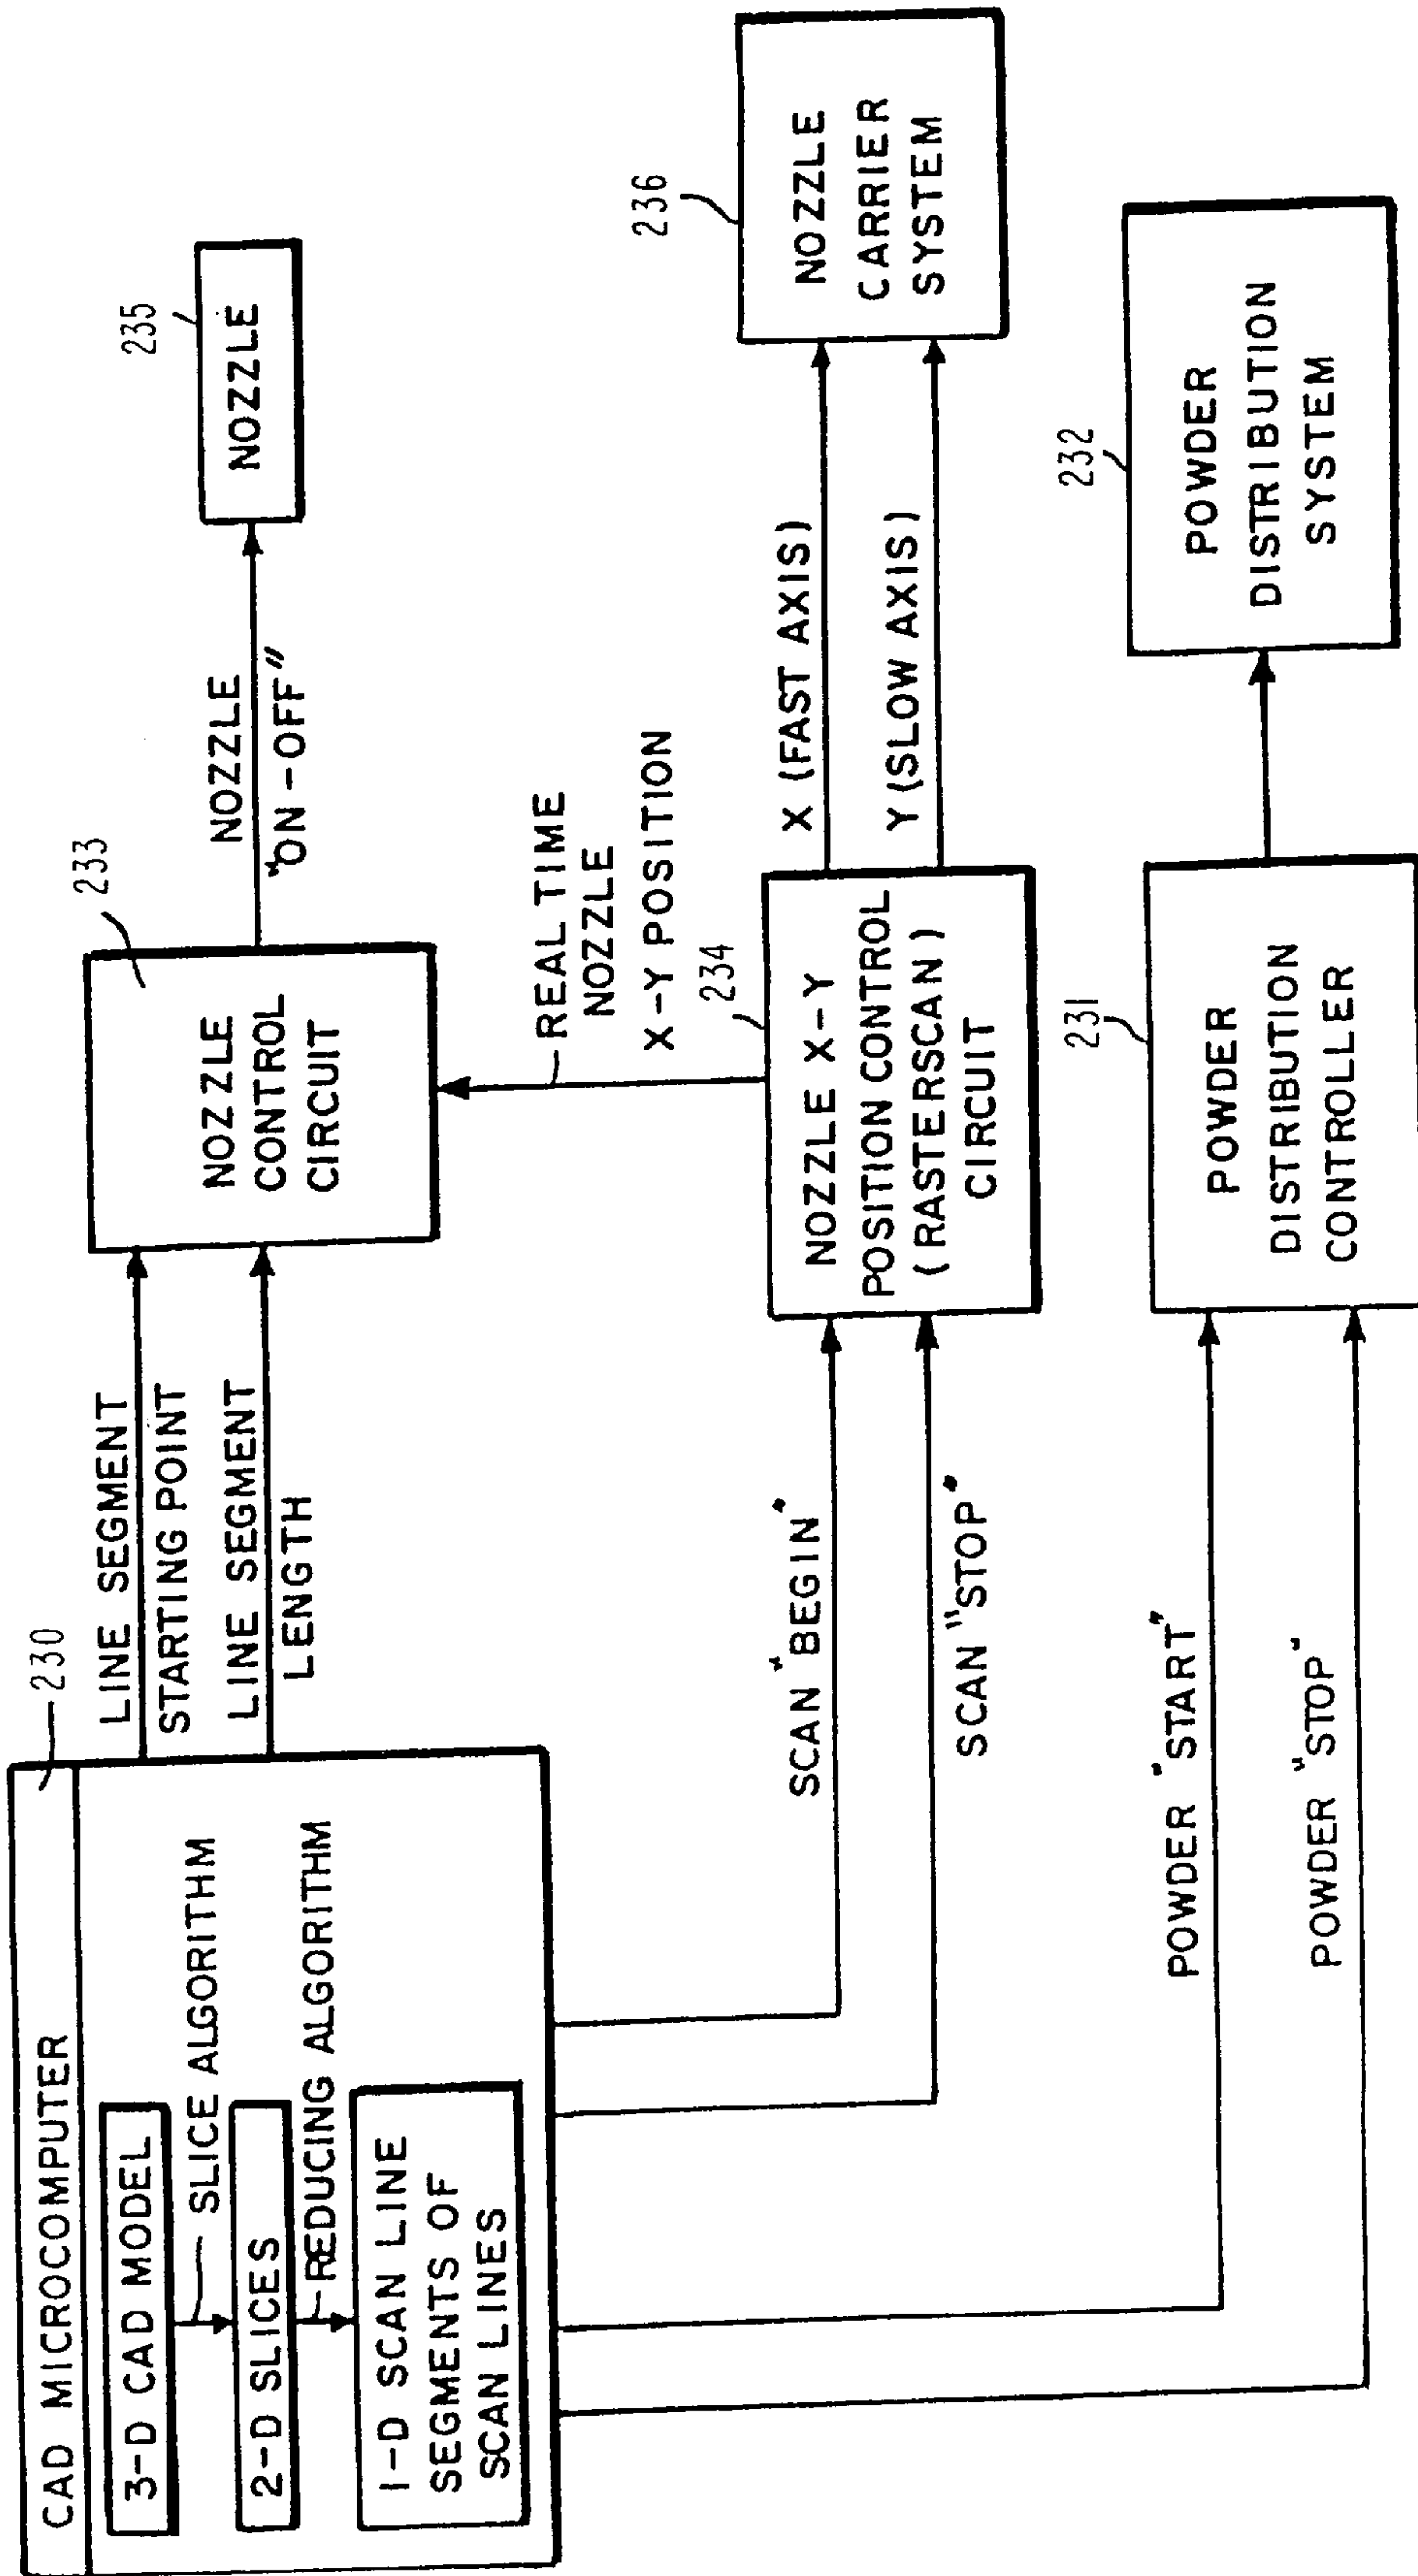 CAD MICROCOMPUTER
230
3-D CAD MODEL
SLICE ALGORITHM
2-D SLICES
REDUCING ALGORITHM
1-D SCAN LINE
SEGMENTS OF
SCAN LINES
LINE SEGMENT
STARTING POINT
LINE SEGMENT
LENGTH
233
NOZZLE
CONTROL
CIRCUIT
NOZZLE
"ON-OFF"
235
NOZZLE
REAL TIME
NOZZLE
X-Y POSITION
SCAN "BEGIN"
SCAN "STOP"
234
NOZZLE X-Y
POSITION CONTROL
(RASTERSCAN)
CIRCUIT
X (FAST AXIS)
Y (SLOW AXIS)
236
NOZZLE
CARRIER
SYSTEM
POWDER "START"
POWDER "STOP"
231
POWDER
DISTRIBUTION
CONTROLLER
232
POWDER
DISTRIBUTION
SYSTEM